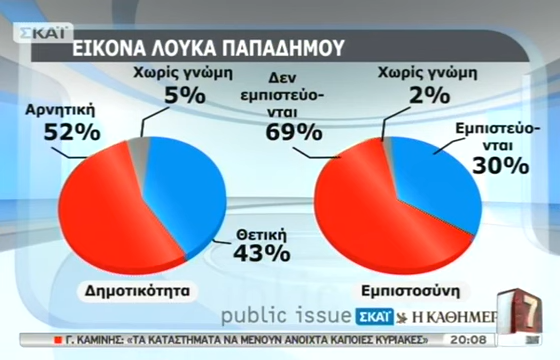 ΣΚΑΪ
ΕΙΚΟΝΑ ΛΟΥΚΑ ΠΑΠΑΔΗΜΟΥ
Αρνητική
52%
Χωρίς γνώμη
5%
Θετική
43%
Δημοτικότητα
Δεν
εμπιστεύο-
νται
69%
Χωρίς γνώμη
2%
Εμπιστεύο-
νται
30%
Εμπιστοσύνη
public issue ΣΚΑΪ Η ΚΑΘΗΜΕΡ
7
Γ. ΚΑΜΙΝΗΣ: «ΤΑ ΚΑΤΑΣΤΗΜΑΤΑ ΝΑ ΜΕΝΟΥΝ ΑΝΟΙΧΤΑ ΚΑΠΟΙΕΣ ΚΥΡΙΑΚΕΣ» 20:08